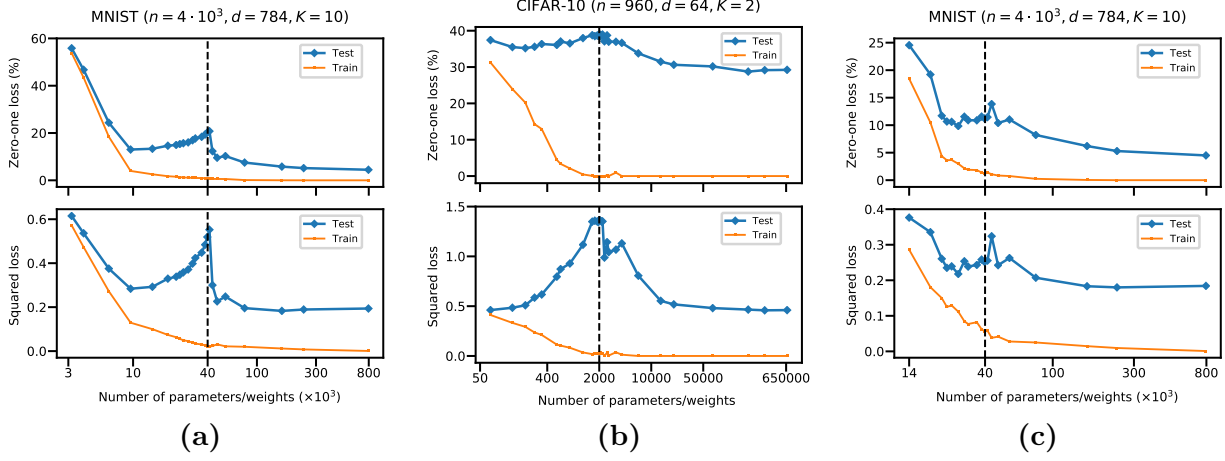 MNIST (n = 4 · 10³, d = 784, K = 10)
Zero-one loss (%)
60
40
20
0
Test
Train
Squared loss
0.6
0.4
0.2
0.0
Test
Train
3
10
40
100
300
800
Number of parameters/weights (×10³)
(a)
CIFAR-10 (n = 960, d = 64, K = 2)
Zero-one loss (%)
40
30
20
10
0
Test
Train
Squared loss
1.5
1.0
0.5
0.0
Test
Train
50
400
2000
10000
50000
650000
Number of parameters/weights
(b)
MNIST (n = 4 · 10³, d = 784, K = 10)
Zero-one loss (%)
25
20
15
10
5
0
Test
Train
Squared loss
0.4
0.3
0.2
0.1
0.0
Test
Train
14
40
100
300
800
Number of parameters/weights (×10³)
(c)